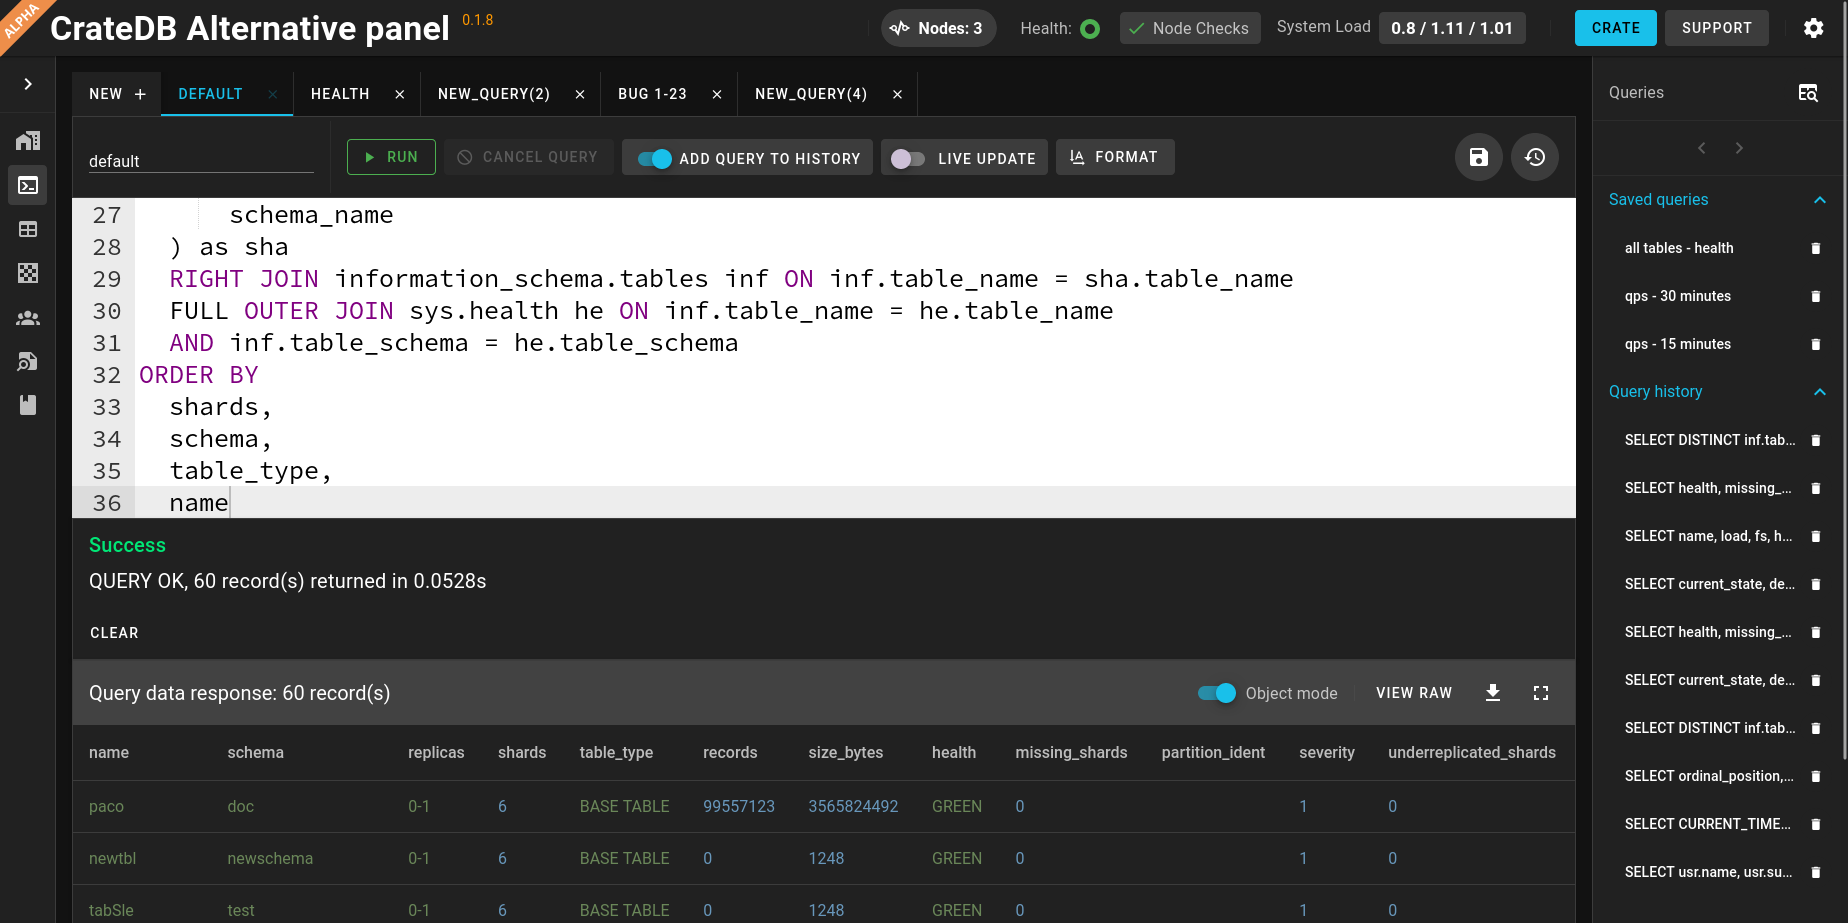 ALPHA
CrateDB Alternative panel 0.1.8
Nodes: 3
Health:
Node Checks
System Load
0.8 / 1.11 / 1.01
CRATE
SUPPORT
NEW +
DEFAULT
HEALTH
NEW_QUERY(2)
BUG 1-23
NEW_QUERY(4)
default
RUN
CANCEL QUERY
ADD QUERY TO HISTORY
LIVE UPDATE
FORMAT
27 schema_name
28 ) as sha
29 RIGHT JOIN information_schema.tables inf ON inf.table_name = sha.table_name
30 FULL OUTER JOIN sys.health he ON inf.table_name = he.table_name
31 AND inf.table_schema = he.table_schema
32 ORDER BY
33 shards,
34 schema,
35 table_type,
36 name
Success
QUERY OK, 60 record(s) returned in 0.0528s
CLEAR
Query data response: 60 record(s)
Object mode
VIEW RAW
name schema replicas shards table_type records size_bytes health missing_shards partition_ident severity underreplicated_shards
paco doc 0-1 6 BASE TABLE 99557123 3565824492 GREEN 0 1 0
newtbl newschema 0-1 6 BASE TABLE 0 1248 GREEN 0 1 0
tabSle test 0-1 6 BASE TABLE 0 1248 GREEN 0 1 0
Queries
Saved queries
all tables - health
qps - 30 minutes
qps - 15 minutes
Query history
SELECT DISTINCT inf.tab...
SELECT health, missing_...
SELECT name, load, fs, h...
SELECT current_state, de...
SELECT health, missing_...
SELECT current_state, de...
SELECT DISTINCT inf.tab...
SELECT ordinal_position,...
SELECT CURRENT_TIME...
SELECT usr.name, usr.su...